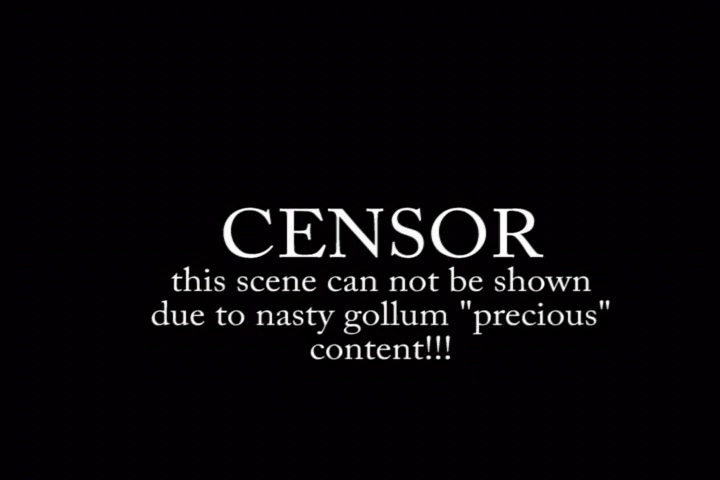 CENSOR
this scene can not be shown
due to nasty gollum "precious"
content!!!